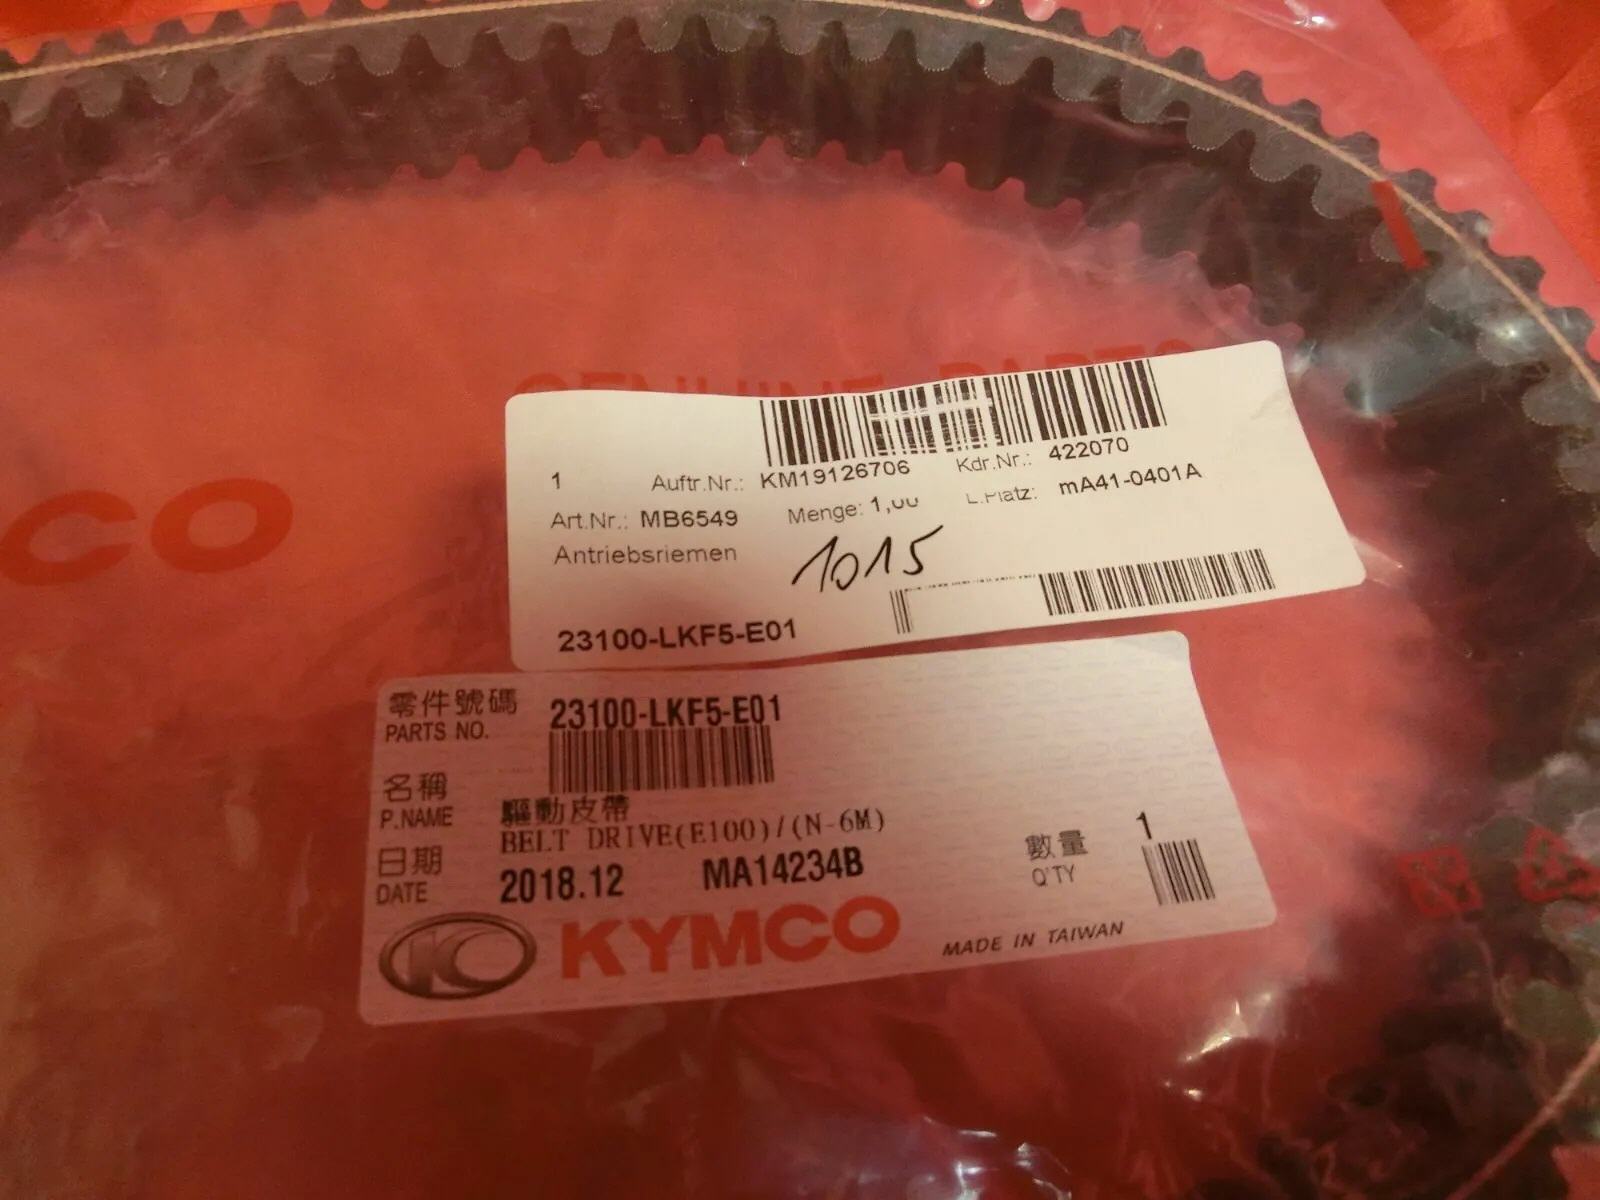 CO
GENUINE PARTS
1 Auftr.Nr.: KM19126706 Kdr.Nr.: 422070
Art.Nr.: MB6549 Menge: 1,00 L.Platz: mA41-0401A
Antriebsriemen
1015
23100-LKF5-E01
零件號碼
PARTS NO. 23100-LKF5-E01
名稱
P.NAME 驅動皮帶
BELT DRIVE(E100)/(N-6M)
日期
DATE 2018.12 MA14234B
數量
Q'TY 1
KYMCO
MADE IN TAIWAN